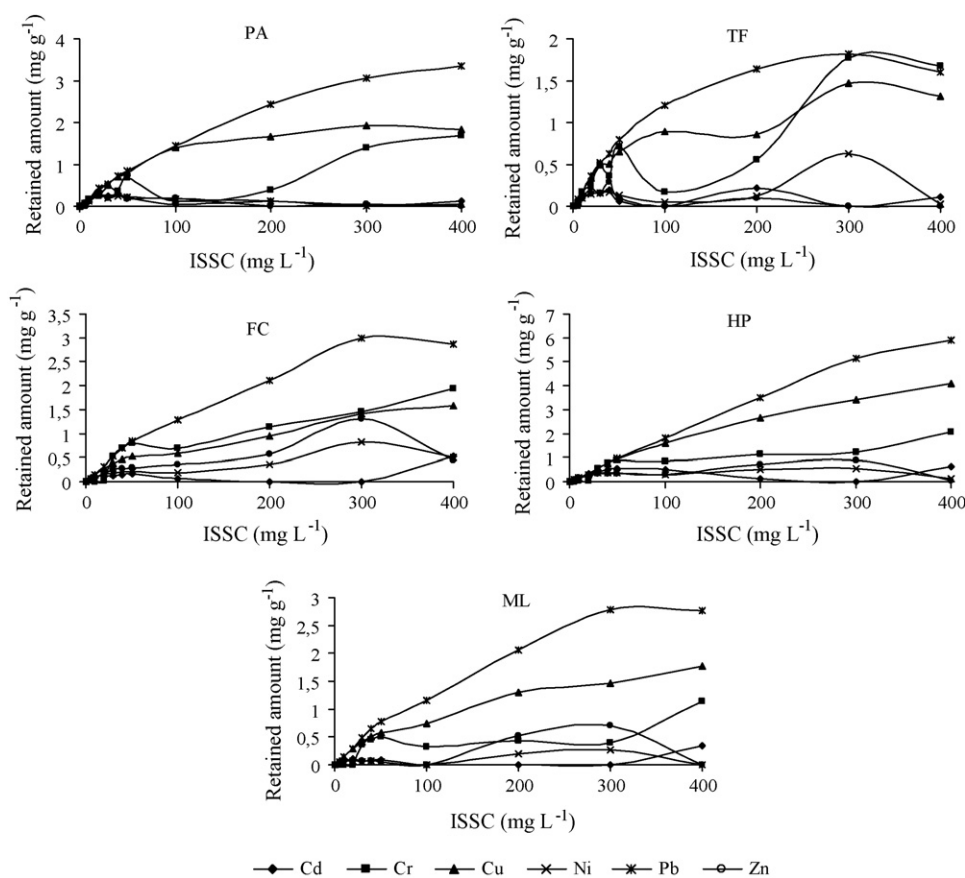 PA
Retained amount (mg g-1)
4
3
2
1
0
0 100 200 300 400
ISSC (mg L-1)
TF
Retained amount (mg g-1)
2
1,5
1
0,5
0
0 100 200 300 400
ISSC (mg L-1)
FC
Retained amount (mg g-1)
3,5
3
2,5
2
1,5
1
0,5
0
0 100 200 300 400
ISSC (mg L-1)
HP
Retained amount (mg g-1)
7
6
5
4
3
2
1
0
0 100 200 300 400
ISSC (mg L-1)
ML
Retained amount (mg g-1)
3
2,5
2
1,5
1
0,5
0
0 100 200 300 400
ISSC (mg L-1)
Cd Cr Cu Ni Pb Zn